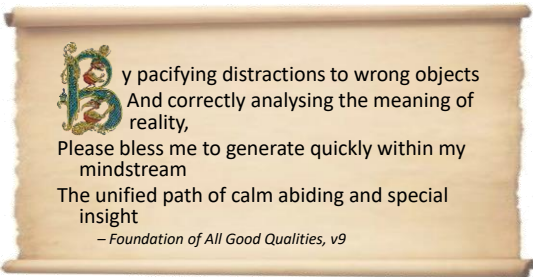 By pacifying distractions to wrong objects
And correctly analysing the meaning of
reality,
Please bless me to generate quickly within my
mindstream
The unified path of calm abiding and special
insight
– Foundation of All Good Qualities, v9